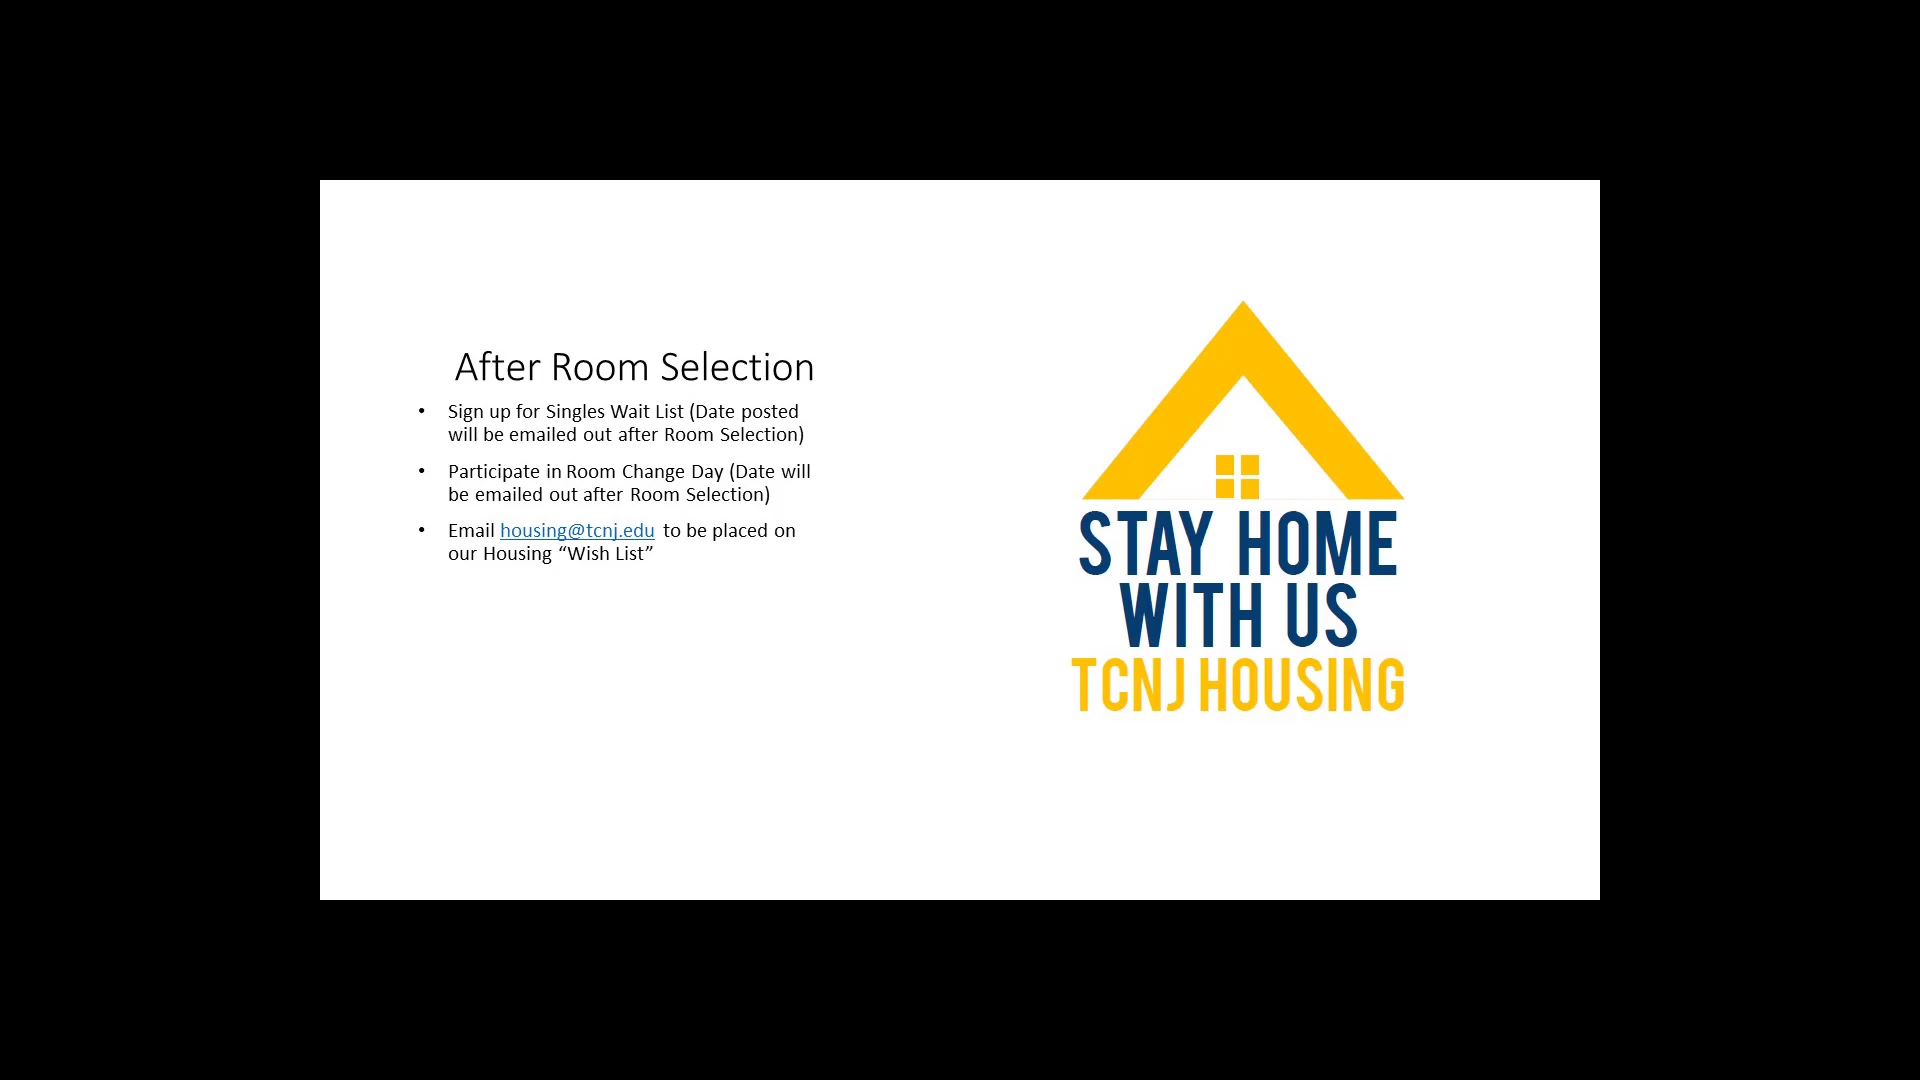 After Room Selection
• Sign up for Singles Wait List (Date posted
will be emailed out after Room Selection)
• Participate in Room Change Day (Date will
be emailed out after Room Selection)
• Email housing@tcnj.edu to be placed on
our Housing “Wish List”
STAY HOME
WITH US
TCNJ HOUSING